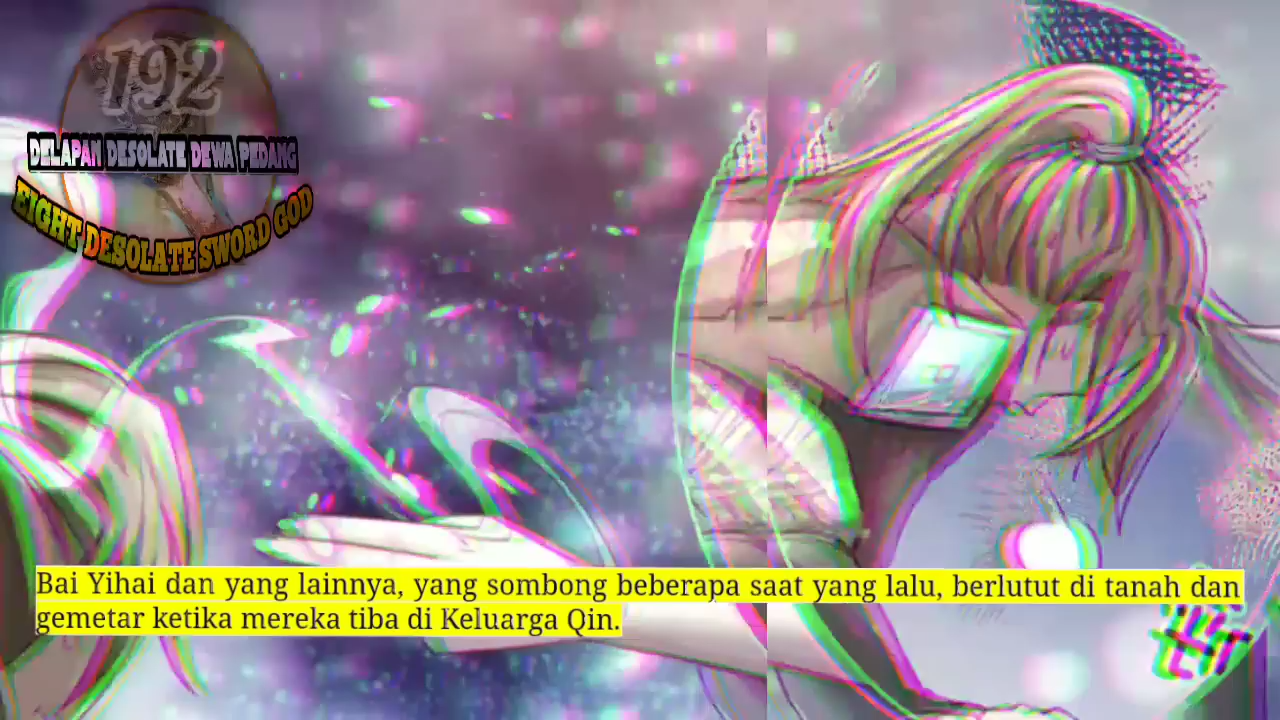 192
DELAPAN DESOLATE DEWA PEDANG
EIGHT DESOLATE SWORD GOD
Bai Yihai dan yang lainnya, yang sombong beberapa saat yang lalu, berlutut di tanah dan
gemetar ketika mereka tiba di Keluarga Qin.